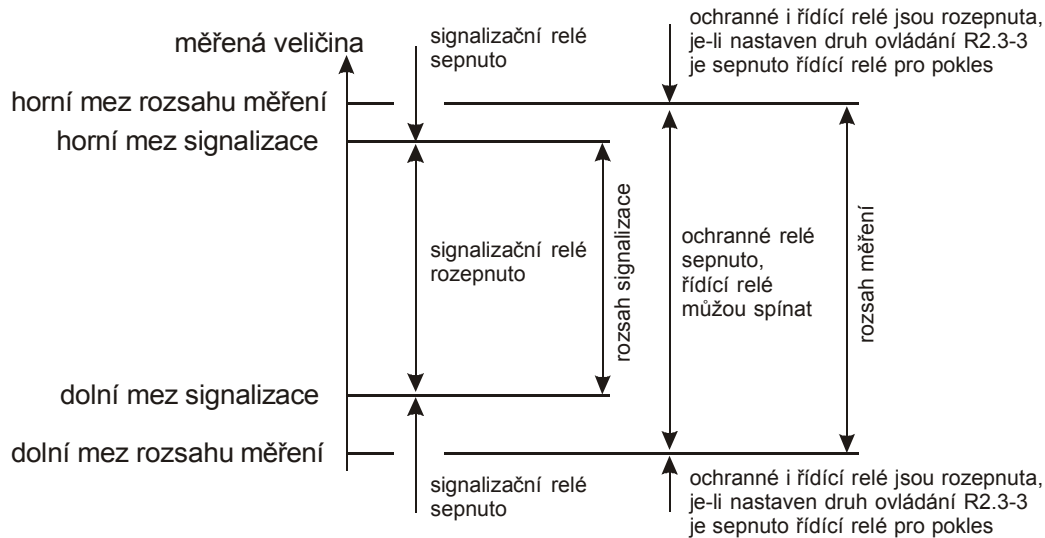 měřená veličina
signalizační relé
sepnuto
ochranné i řídící relé jsou rozepnuta,
je-li nastaven druh ovládání R2.3-3
je sepnuto řídící relé pro pokles
horní mez rozsahu měření
horní mez signalizace
signalizační relé
rozepnuto
rozsah signalizace
ochranné relé
sepnuto,
řídící relé
můžou spínat
rozsah měření
dolní mez signalizace
dolní mez rozsahu měření
signalizační relé
sepnuto
ochranné i řídící relé jsou rozepnuta,
je-li nastaven druh ovládání R2.3-3
je sepnuto řídící relé pro pokles